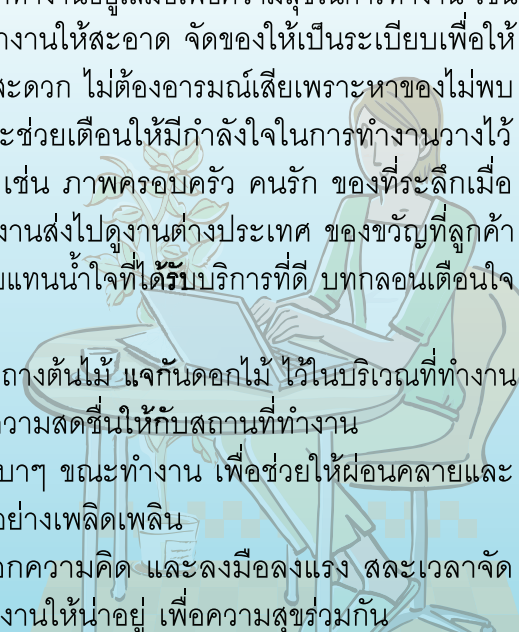 ทำงานอยู่เสมอเพื่อความสุขในการทำงาน เช่น
ทำงานให้สะอาด จัดของให้เป็นระเบียบเพื่อให้
สะดวก ไม่ต้องอารมณ์เสียเพราะหาของไม่พบ
ะช่วยเตือนให้มีกำลังใจในการทำงานวางไว้
เช่น ภาพครอบครัว คนรัก ของที่ระลึกเมื่อ
งานส่งไปดูงานต่างประเทศ ของขวัญที่ลูกค้า
แทนน้ำใจที่ได้รับบริการที่ดี บทกลอนเตือนใจ
ถางต้นไม้ แจกันดอกไม้ ไว้ในบริเวณที่ทำงาน
ความสดชื่นให้กับสถานที่ทำงาน
บาๆ ขณะทำงาน เพื่อช่วยให้ผ่อนคลายและ
อย่างเพลิดเพลิน
อกความคิด และลงมือลงแรง สละเวลาจัด
งานให้น่าอยู่ เพื่อความสุขร่วมกัน